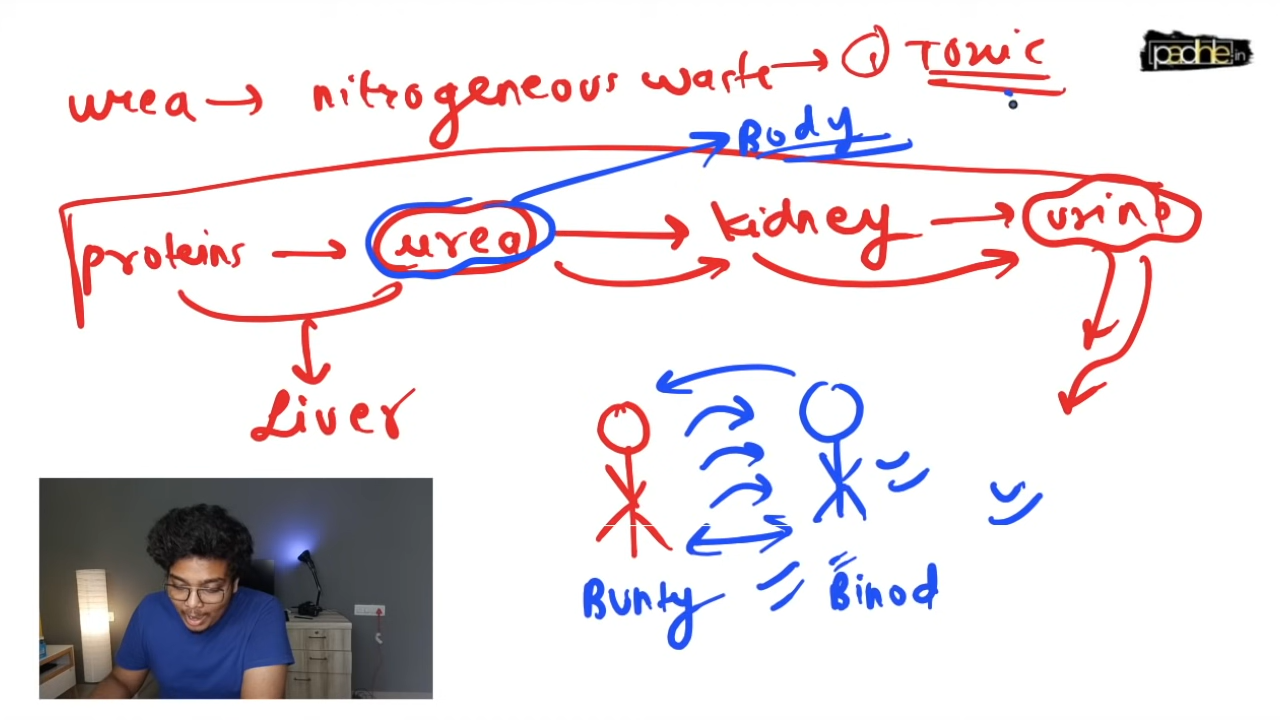 urea → nitrogeneous waste → ① Toxic
padhle.in
Body
proteins → urea → kidney → urine
Liver
Bunty Binod